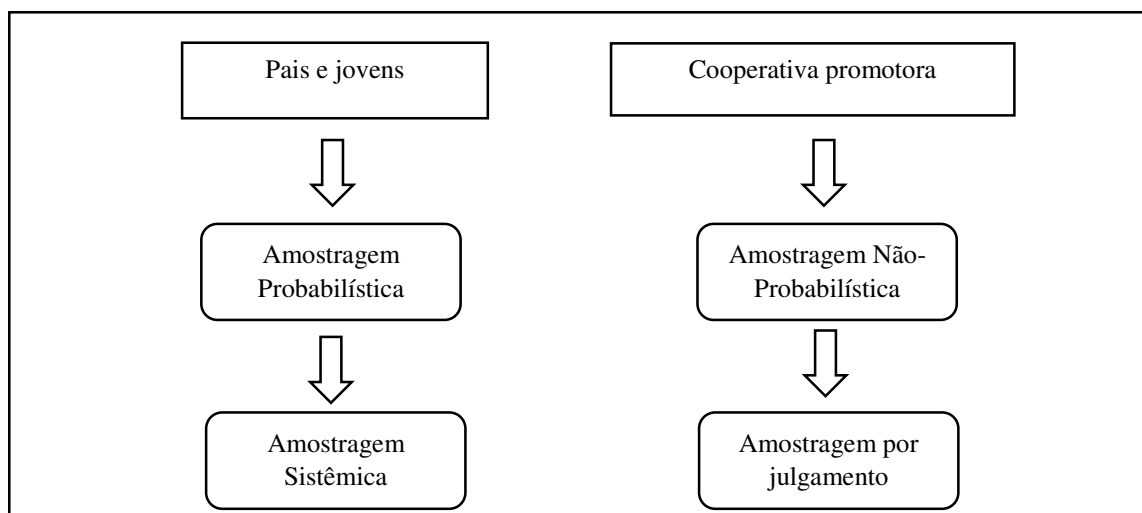 Pais e jovens
Cooperativa promotora
Amostragem
Probabilística
Amostragem Não-
Probabilística
Amostragem
Sistêmica
Amostragem por
julgamento